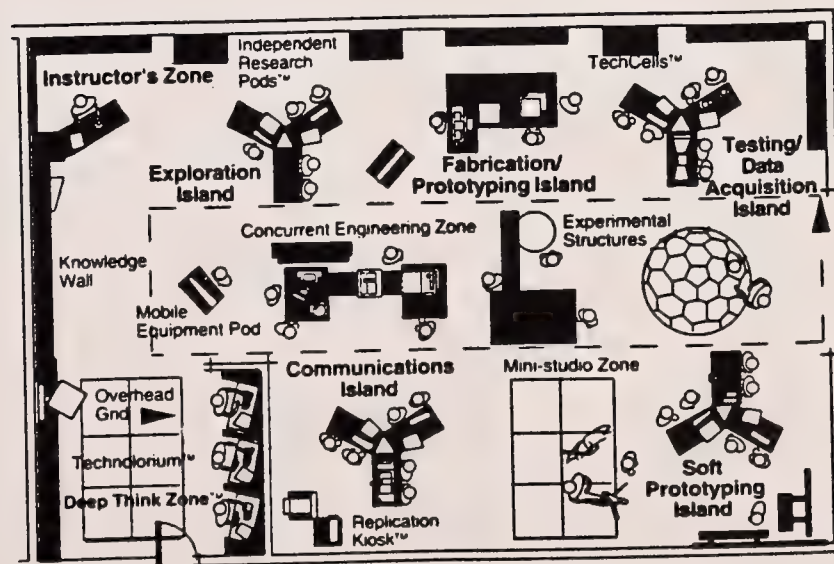 Independent
Research
Pods™
TechCells™
Instructor's Zone
Exploration
Island
Fabrication/
Prototyping Island
Testing/
Data
Acquisition
Island
Knowledge
Wall
Concurrent Engineering Zone
Experimental
Structures
Mobile
Equipment Pod
Communications
Island
Mini-studio Zone
Overhead
Grid
Technolorium™
Deep Think Zone™
Replication
Kiosk™
Soft
Prototyping
Island